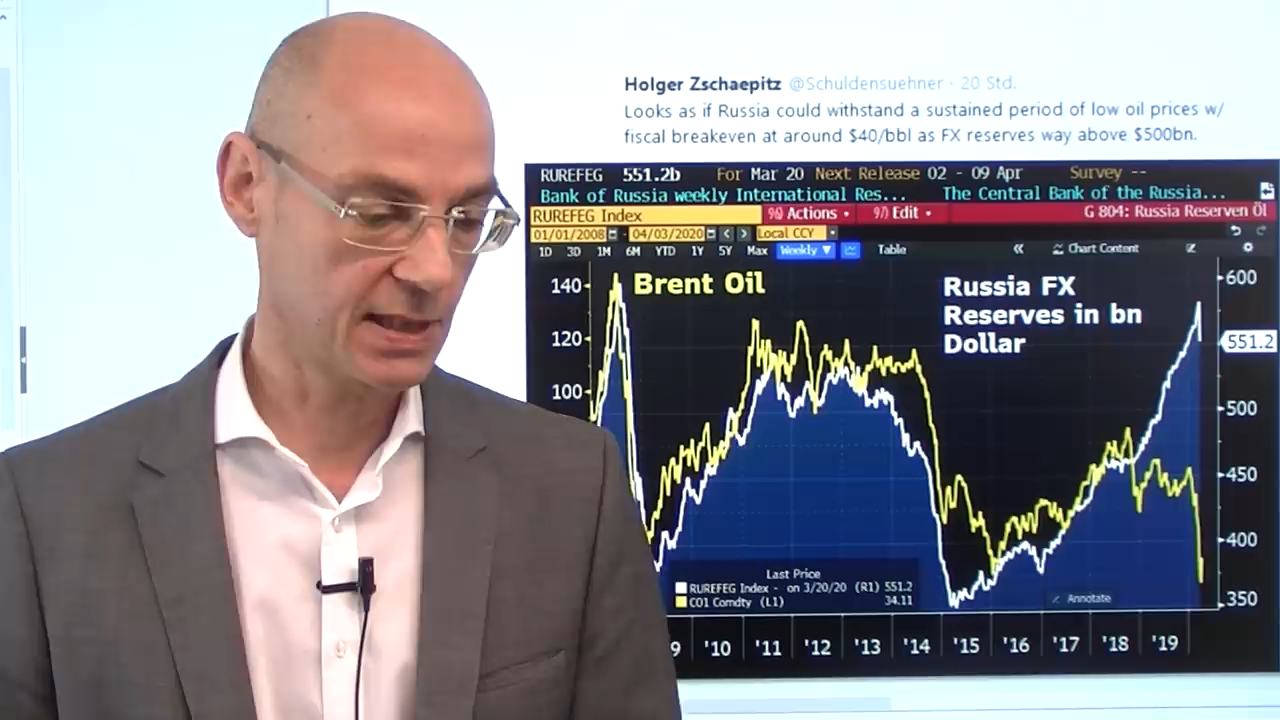 Holger Zschaepitz @Schuldensuehner · 20 Std.
Looks as if Russia could withstand a sustained period of low oil prices w/
fiscal breakeven at around $40/bbl as FX reserves way above $500bn.
RUREFEG 551.2b For Mar 20 Next Release 02 - 09 Apr Survey --
Bank of Russia weekly International Res... The Central Bank of the Russia...
RUREFEG Index 98) Actions 97) Edit G 804: Russia Reserven Öl
01/01/2008 - 04/03/2020 < > Local CCY
1D 3D 1M 6M YTD 1Y 5Y Max Weekly ▼ Table « Chart Content
Brent Oil
Russia FX
Reserves in bn
Dollar
140
120
100
600
551.2
500
450
400
350
Last Price
RUREFEG Index - on 3/20/20 (R1) 551.2
CO1 Comdty (L1) 34.11
Annotate
9 '10 '11 '12 '13 '14 '15 '16 '17 '18 '19